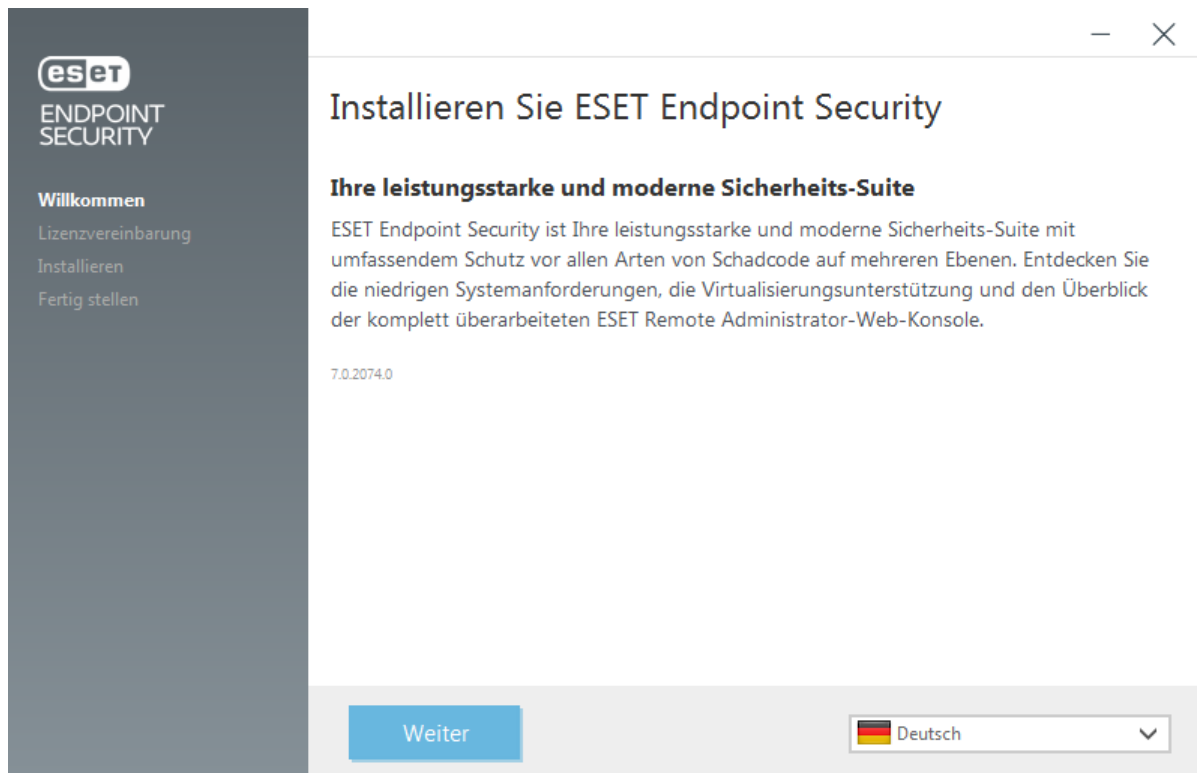 eset
ENDPOINT
SECURITY
Willkommen
Lizenzvereinbarung
Installieren
Fertig stellen
Installieren Sie ESET Endpoint Security
Ihre leistungsstarke und moderne Sicherheits-Suite
ESET Endpoint Security ist Ihre leistungsstarke und moderne Sicherheits-Suite mit
umfassendem Schutz vor allen Arten von Schadcode auf mehreren Ebenen. Entdecken Sie
die niedrigen Systemanforderungen, die Virtualisierungsunterstützung und den Überblick
der komplett überarbeiteten ESET Remote Administrator-Web-Konsole.
7.0.2074.0
Weiter
Deutsch